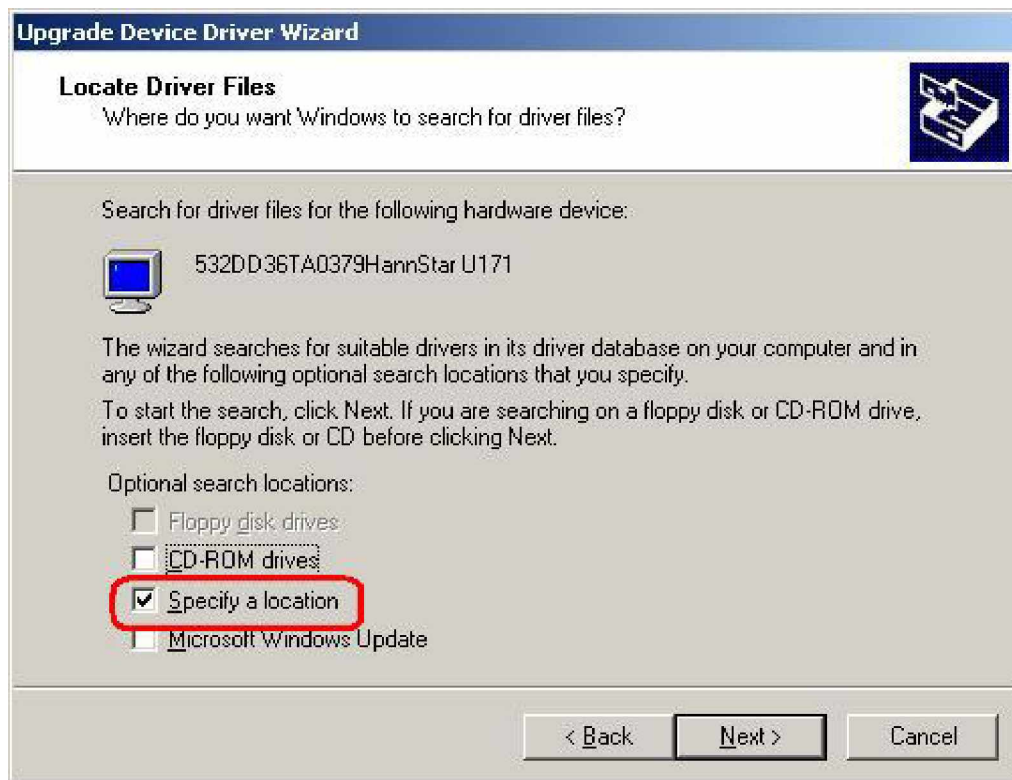 Upgrade Device Driver Wizard
Locate Driver Files
Where do you want Windows to search for driver files?
Search for driver files for the following hardware device:
532DD36TA0379HannStar U171
The wizard searches for suitable drivers in its driver database on your computer and in
any of the following optional search locations that you specify.
To start the search, click Next. If you are searching on a floppy disk or CD-ROM drive,
insert the floppy disk or CD before clicking Next.
Optional search locations:
Floppy disk drives
CD-ROM drives
Specify a location
Microsoft Windows Update
< Back Next > Cancel